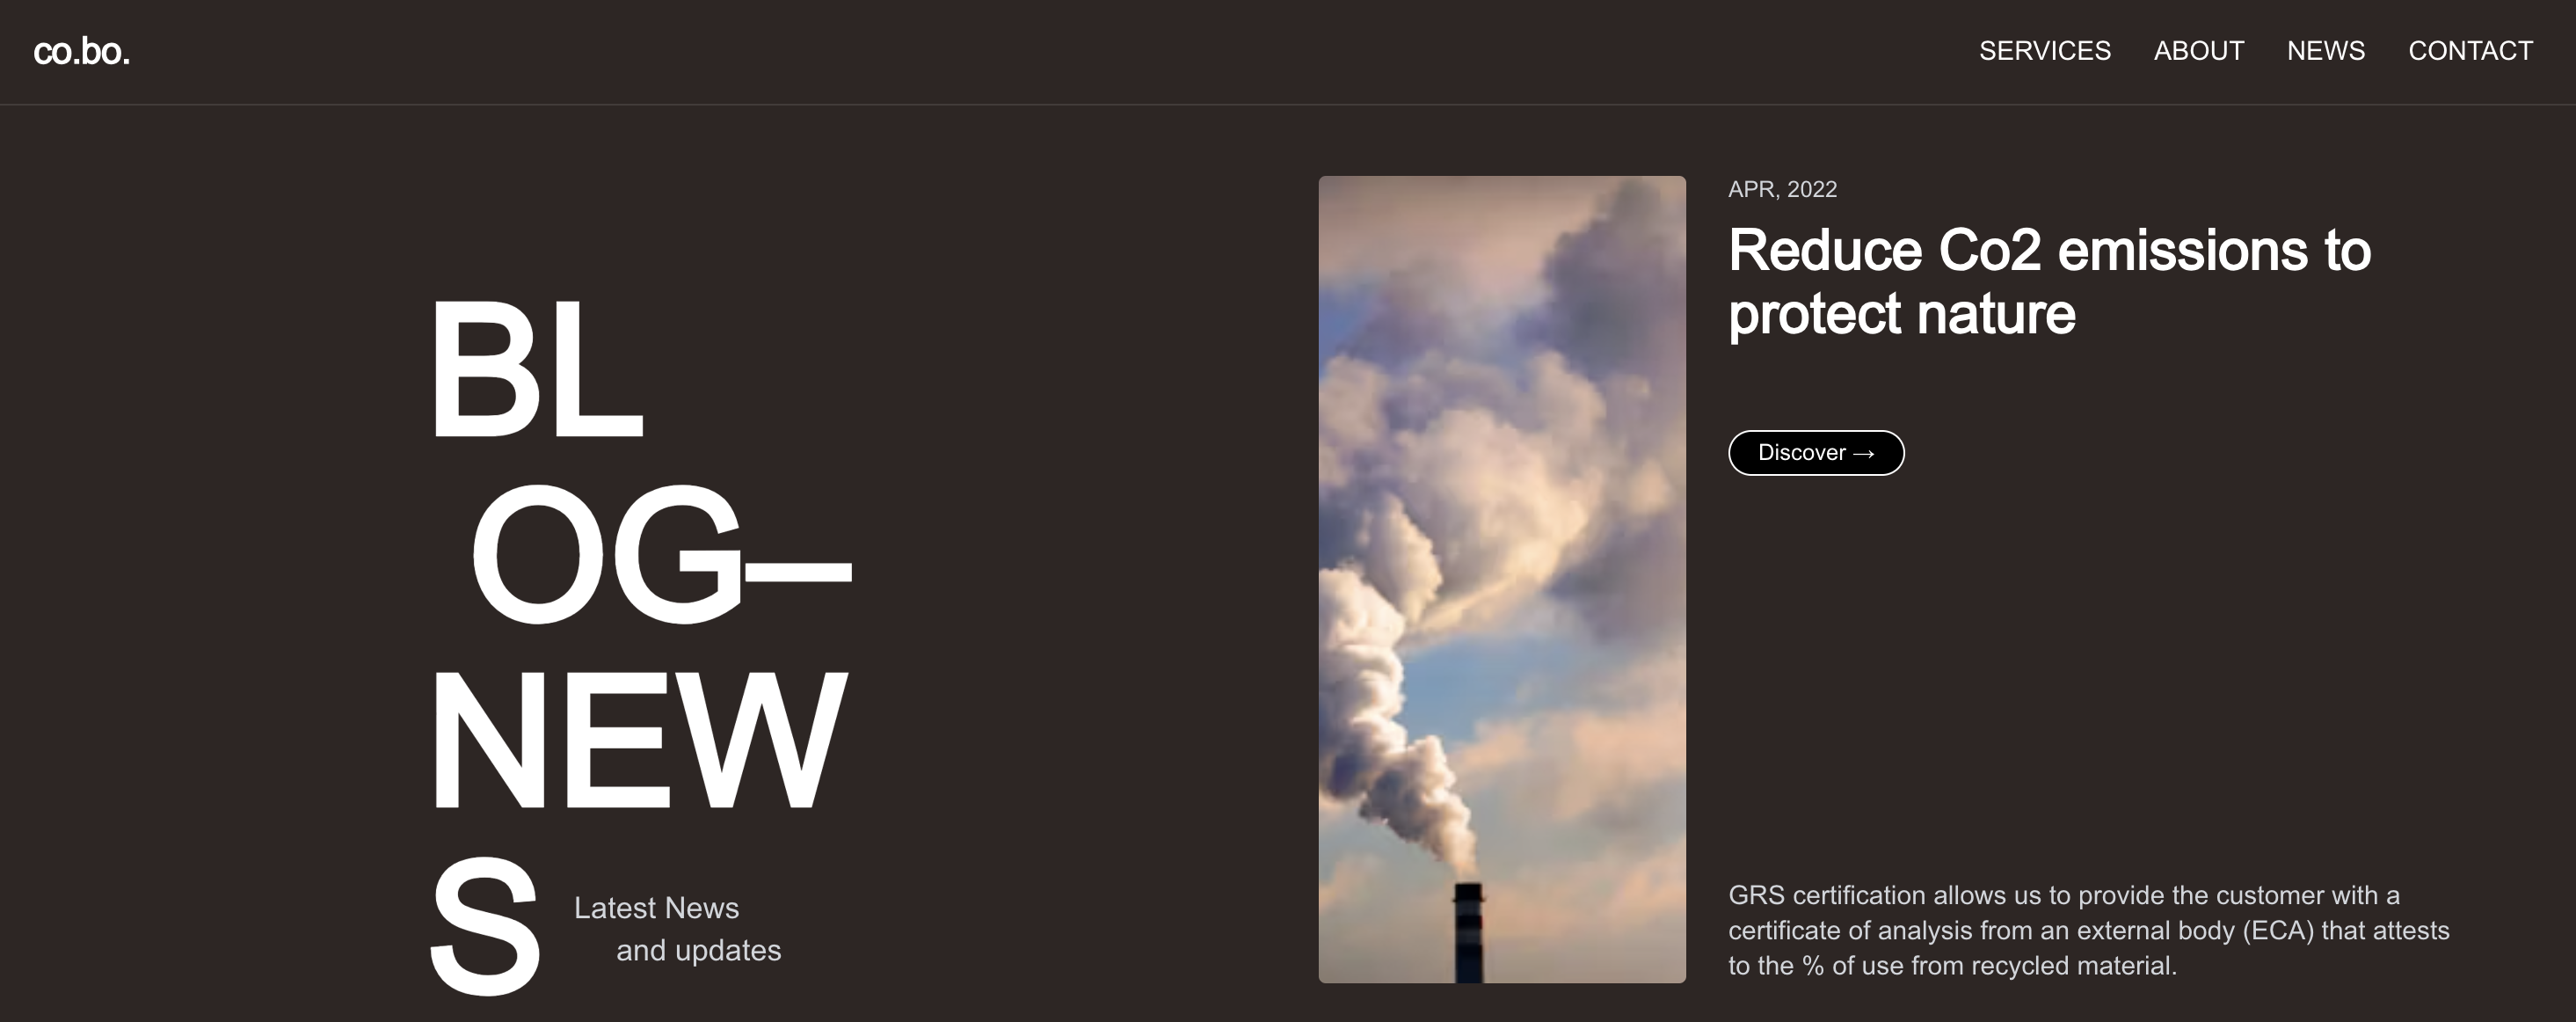 co.bo.
SERVICES ABOUT NEWS CONTACT
BL
OG—
NEW
S
Latest News
and updates
APR, 2022
Reduce Co2 emissions to
protect nature
Discover →
GRS certification allows us to provide the customer with a
certificate of analysis from an external body (ECA) that attests
to the % of use from recycled material.